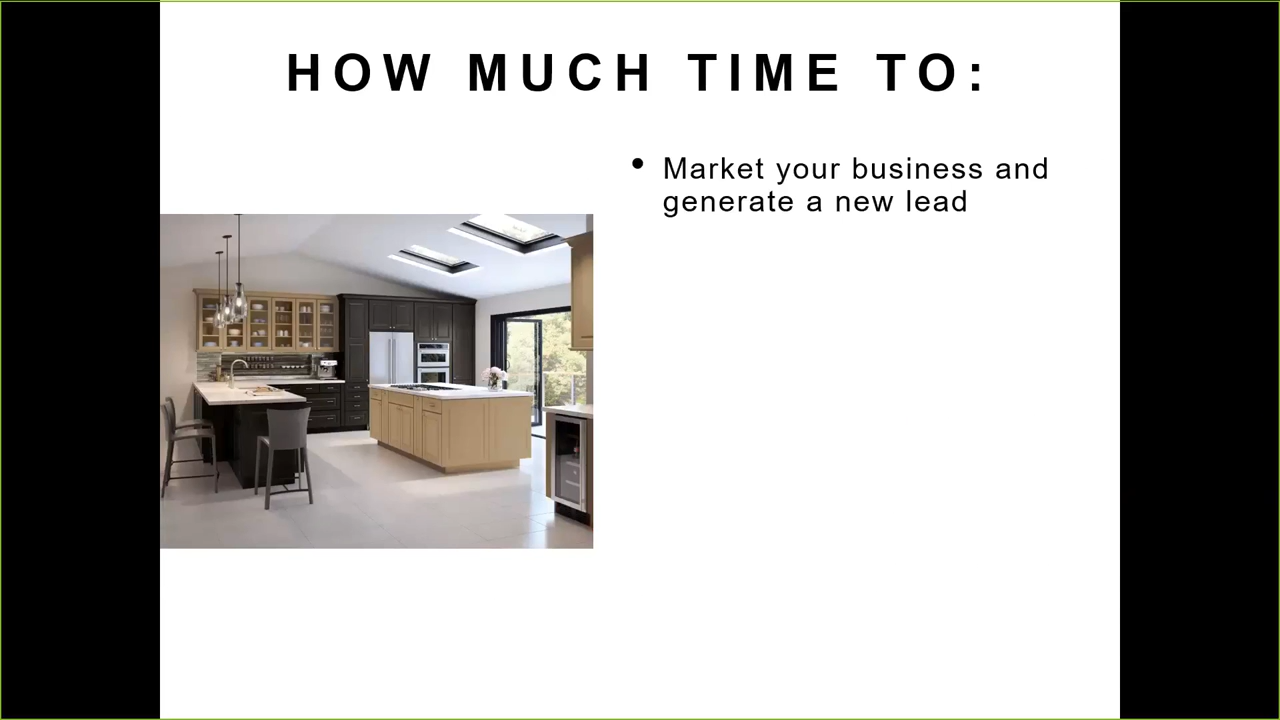 HOW MUCH TIME TO:
• Market your business and
generate a new lead